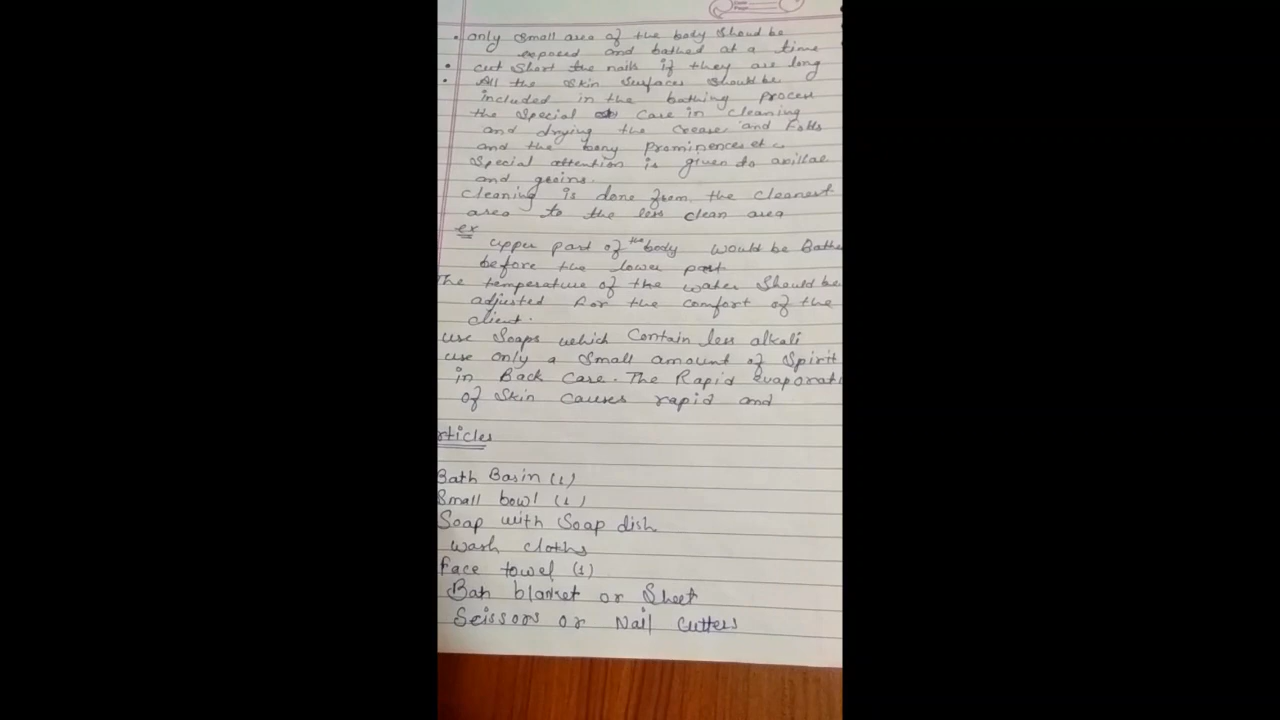 • only small area of the body should be
exposed and bathed at a time
• cut short the nails if they are long
• All the skin surfaces should be
included in the bathing process
the special care in cleaning
and drying the crease and folds
and the bony prominences etc
special attention is given to axillae
and groins.
cleaning is done from the cleanest
area to the less clean area
ex
upper part of the body would be Bathe
before the lower part
The temperature of the water should be
adjusted for the comfort of the
client.
use soaps which contain less alkali
use only a small amount of spirit
in Back care. The Rapid evaporati
of skin causes rapid and
rticles
Bath Basin (1)
Small bowl (1)
Soap with Soap dish
wash cloths
Face towel (1)
Bath blanket or Sheet
Scissors or Nail Cutters